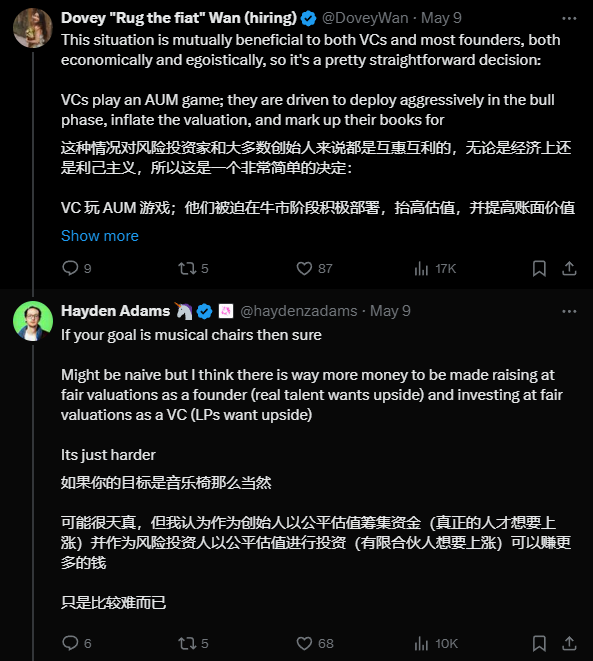 Dovey "Rug the fiat" Wan (hiring) @DoveyWan · May 9
This situation is mutually beneficial to both VCs and most founders, both
economically and egoistically, so it's a pretty straightforward decision:
VCs play an AUM game; they are driven to deploy aggressively in the bull
phase, inflate the valuation, and mark up their books for
这种情况对风险投资家和大多数创始人来说都是互惠互利的，无论是经济上还
是利己主义，所以这是一个非常简单的决定：
VC 玩 AUM 游戏；他们被迫在牛市阶段积极部署，抬高估值，并提高账面价值
Show more
9 5 87 17K
Hayden Adams 🦄 @haydenzadams · May 9
If your goal is musical chairs then sure
Might be naive but I think there is way more money to be made raising at
fair valuations as a founder (real talent wants upside) and investing at fair
valuations as a VC (LPs want upside)
Its just harder
如果你的目标是音乐椅那么当然
可能很天真，但我认为作为创始人以公平估值筹集资金（真正的人才想要上
涨）并作为风险投资人以公平估值进行投资（有限合伙人想要上涨）可以赚更
多的钱
只是比较难而已
6 5 68 10K